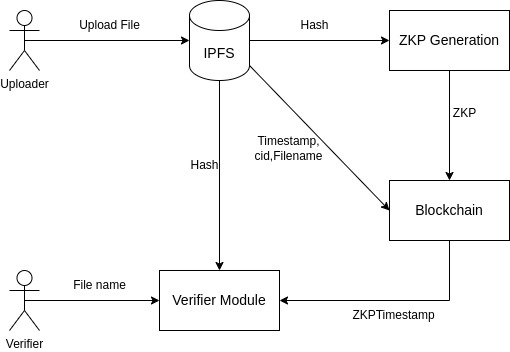 Upload File
Hash
IPFS
ZKP Generation
Uploader
ZKP
Timestamp,
cid,Filename
Hash
Blockchain
File name
Verifier Module
ZKPTimestamp
Verifier